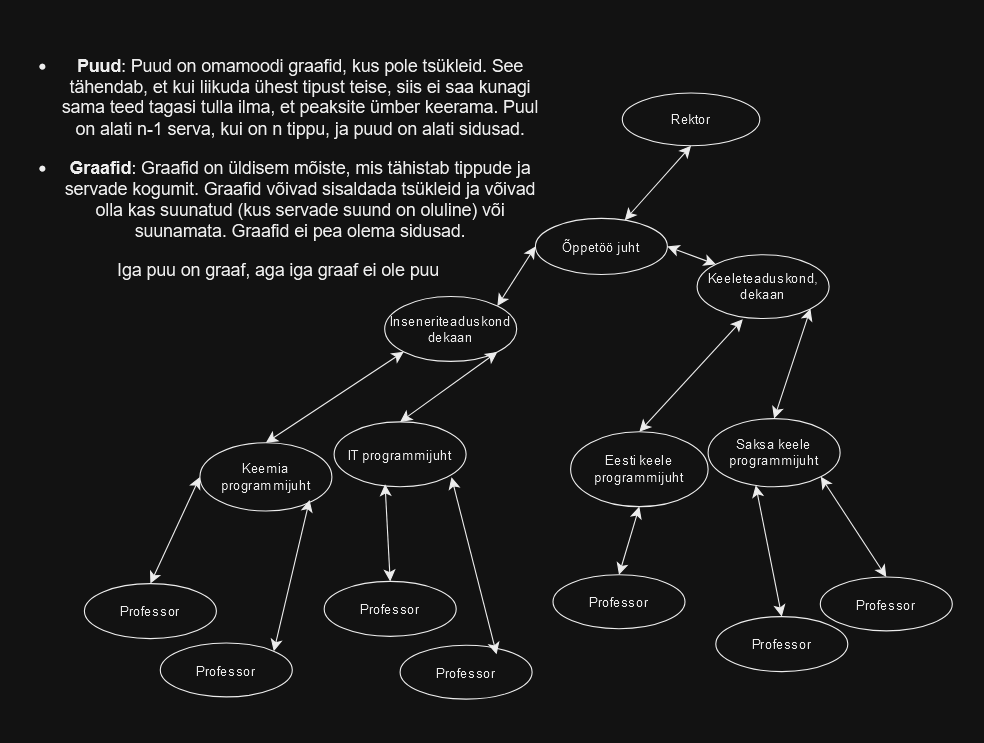 Puud: Puud on omamoodi graafid, kus pole tsükleid. See
tähendab, et kui liikuda ühest tipust teise, siis ei saa kunagi
sama teed tagasi tulla ilma, et peaksite ümber keerama. Puul
on alati n-1 serva, kui on n tippu, ja puud on alati sidusad.
Graafid: Graafid on üldisem mõiste, mis tähistab tippude ja
servade kogumit. Graafid võivad sisaldada tsükleid ja võivad
olla kas suunatud (kus servade suund on oluline) või
suunamata. Graafid ei pea olema sidusad.
Iga puu on graaf, aga iga graaf ei ole puu
Rektor
Õppetöö juht
Keeleteaduskond,
dekaan
Inseneriteaduskond
dekaan
Keemia
programmijuht
IT programmijuht
Eesti keele
programmijuht
Saksa keele
programmijuht
Professor
Professor
Professor
Professor
Professor
Professor
Professor